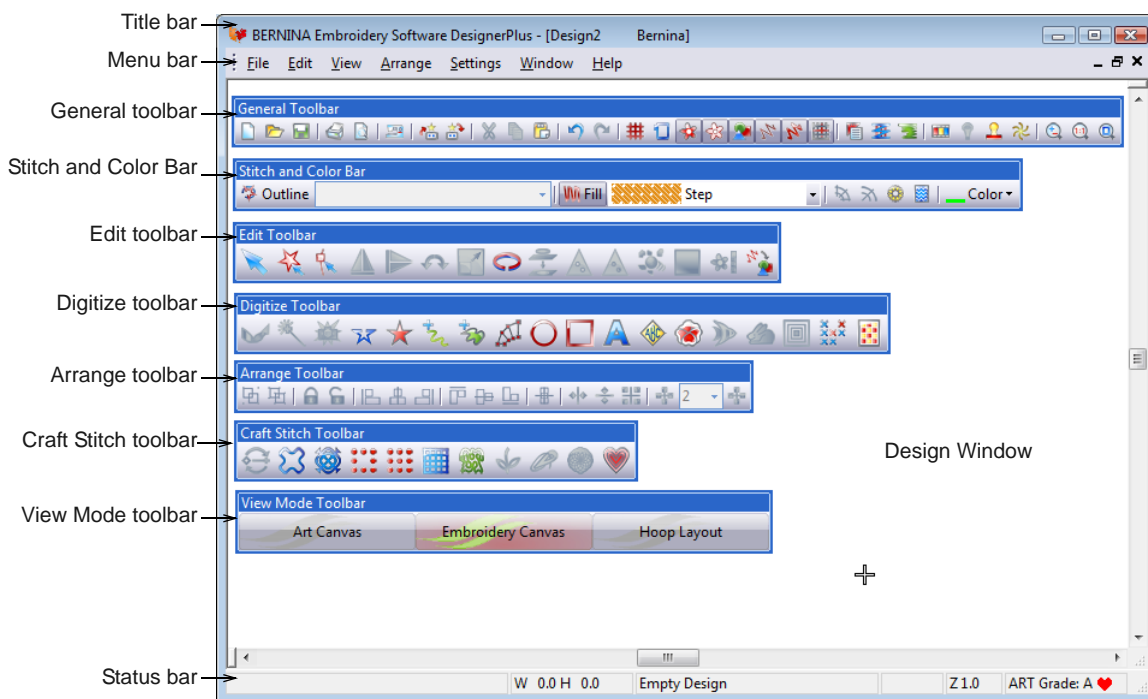 Title bar
BERNINA Embroidery Software DesignerPlus - [Design2 Bernina]
Menu bar
File Edit View Arrange Settings Window Help
General toolbar
General Toolbar
1:1
Stitch and Color Bar
Stitch and Color Bar
Outline Fill Step Color
Edit toolbar
Edit Toolbar
Digitize toolbar
Digitize Toolbar
A ABC
Arrange toolbar
Arrange Toolbar
2
Craft Stitch toolbar
Craft Stitch Toolbar
Design Window
View Mode toolbar
View Mode Toolbar
Art Canvas Embroidery Canvas Hoop Layout
Status bar
W 0.0 H 0.0 Empty Design Z 1.0 ART Grade: A